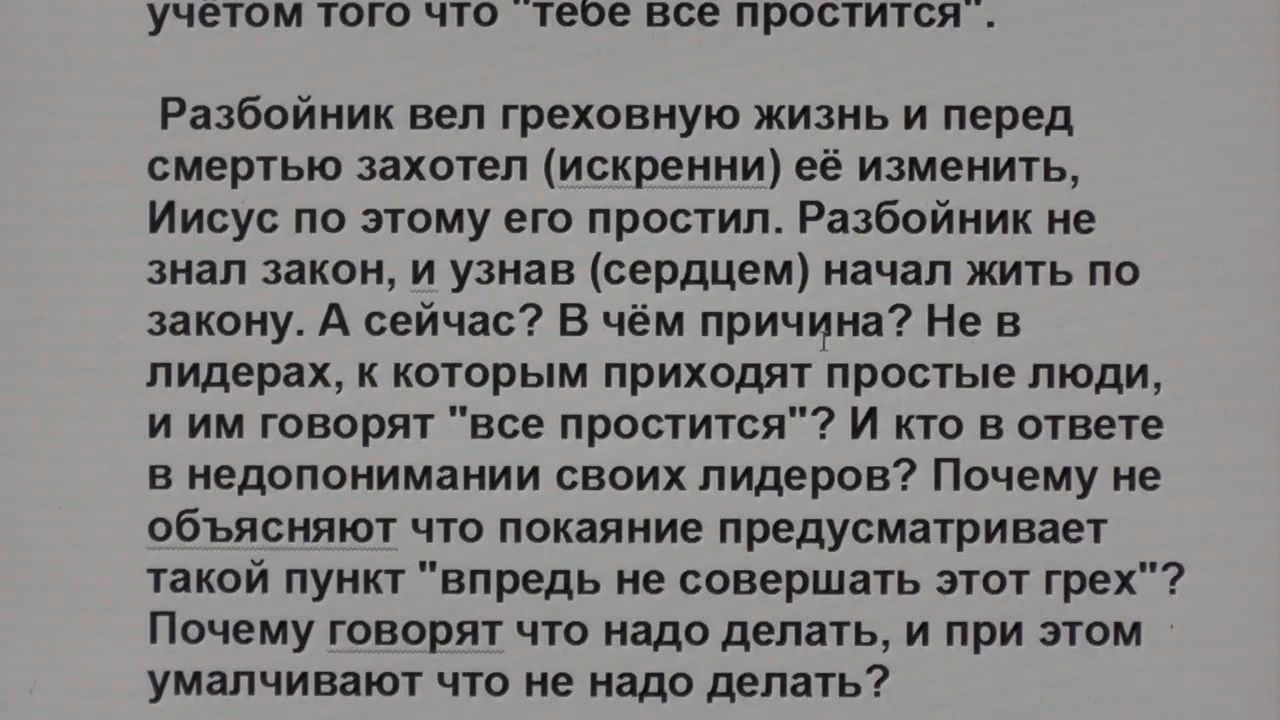 учётом того что "тебе все простится".
Разбойник вел греховную жизнь и перед
смертью захотел (искренни) её изменить,
Иисус по этому его простил. Разбойник не
знал закон, и узнав (сердцем) начал жить по
закону. А сейчас? В чём причина? Не в
лидерах, к которым приходят простые люди,
и им говорят "все простится"? И кто в ответе
в недопонимании своих лидеров? Почему не
объясняют что покаяние предусматривает
такой пункт "впредь не совершать этот грех"?
Почему говорят что надо делать, и при этом
умалчивают что не надо делать?